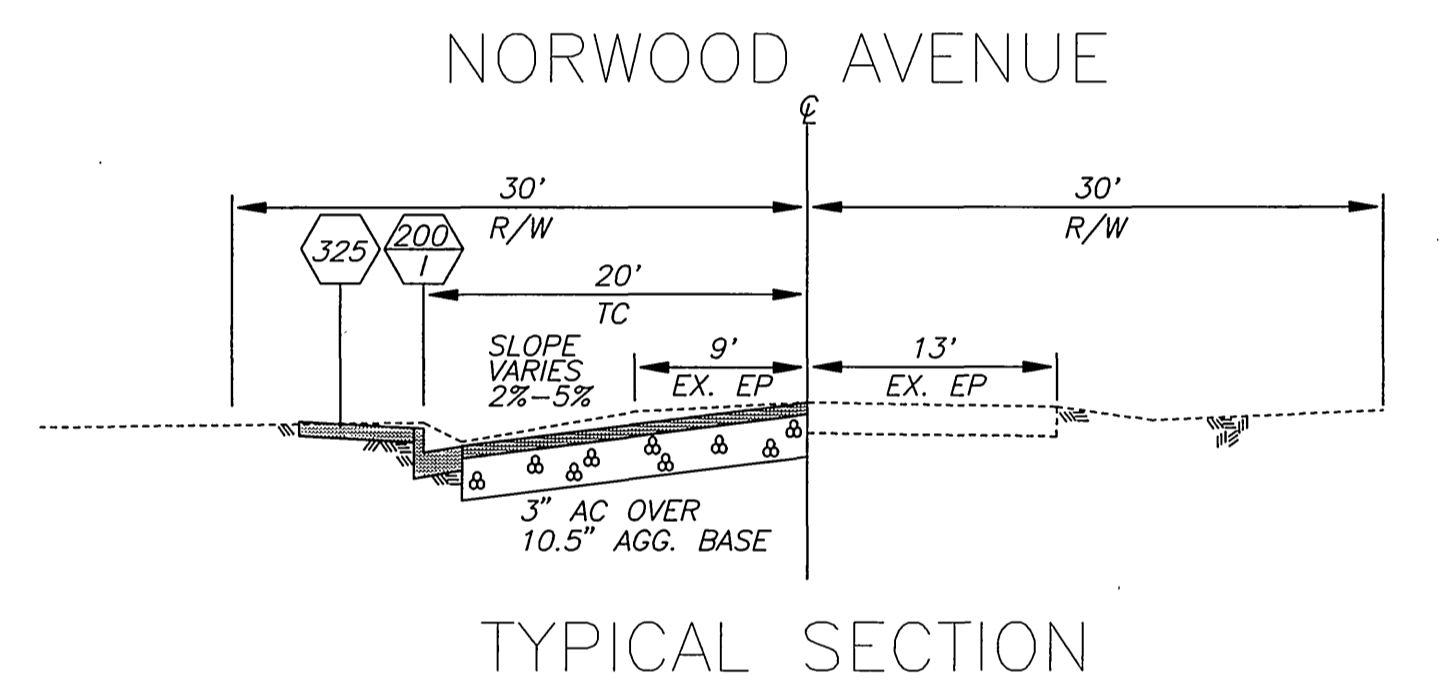 NORWOOD AVENUE
℄
30'
R/W
30'
R/W
325
200
1
20'
TC
SLOPE
VARIES
2%-5%
9'
EX. EP
13'
EX. EP
3" AC OVER
10.5" AGG. BASE
TYPICAL SECTION